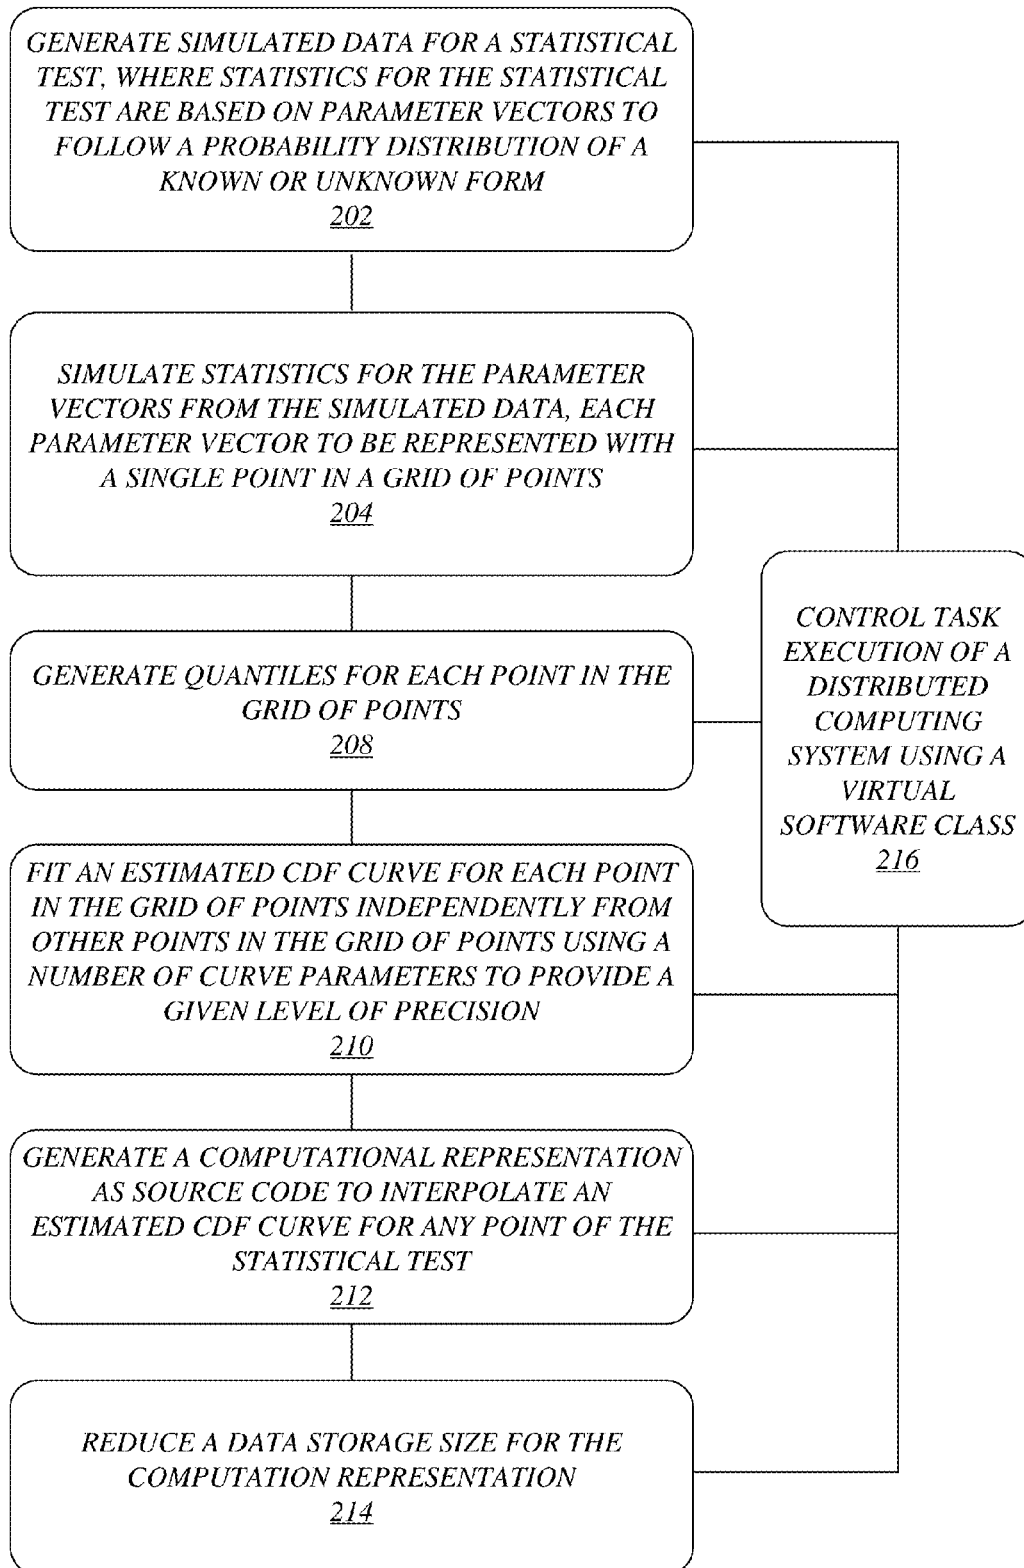 GENERATE SIMULATED DATA FOR A STATISTICAL
TEST, WHERE STATISTICS FOR THE STATISTICAL
TEST ARE BASED ON PARAMETER VECTORS TO
FOLLOW A PROBABILITY DISTRIBUTION OF A
KNOWN OR UNKNOWN FORM
202
SIMULATE STATISTICS FOR THE PARAMETER
VECTORS FROM THE SIMULATED DATA, EACH
PARAMETER VECTOR TO BE REPRESENTED WITH
A SINGLE POINT IN A GRID OF POINTS
204
GENERATE QUANTILES FOR EACH POINT IN THE
GRID OF POINTS
208
FIT AN ESTIMATED CDF CURVE FOR EACH POINT
IN THE GRID OF POINTS INDEPENDENTLY FROM
OTHER POINTS IN THE GRID OF POINTS USING A
NUMBER OF CURVE PARAMETERS TO PROVIDE A
GIVEN LEVEL OF PRECISION
210
GENERATE A COMPUTATIONAL REPRESENTATION
AS SOURCE CODE TO INTERPOLATE AN
ESTIMATED CDF CURVE FOR ANY POINT OF THE
STATISTICAL TEST
212
REDUCE A DATA STORAGE SIZE FOR THE
COMPUTATION REPRESENTATION
214
CONTROL TASK
EXECUTION OF A
DISTRIBUTED
COMPUTING
SYSTEM USING A
VIRTUAL
SOFTWARE CLASS
216